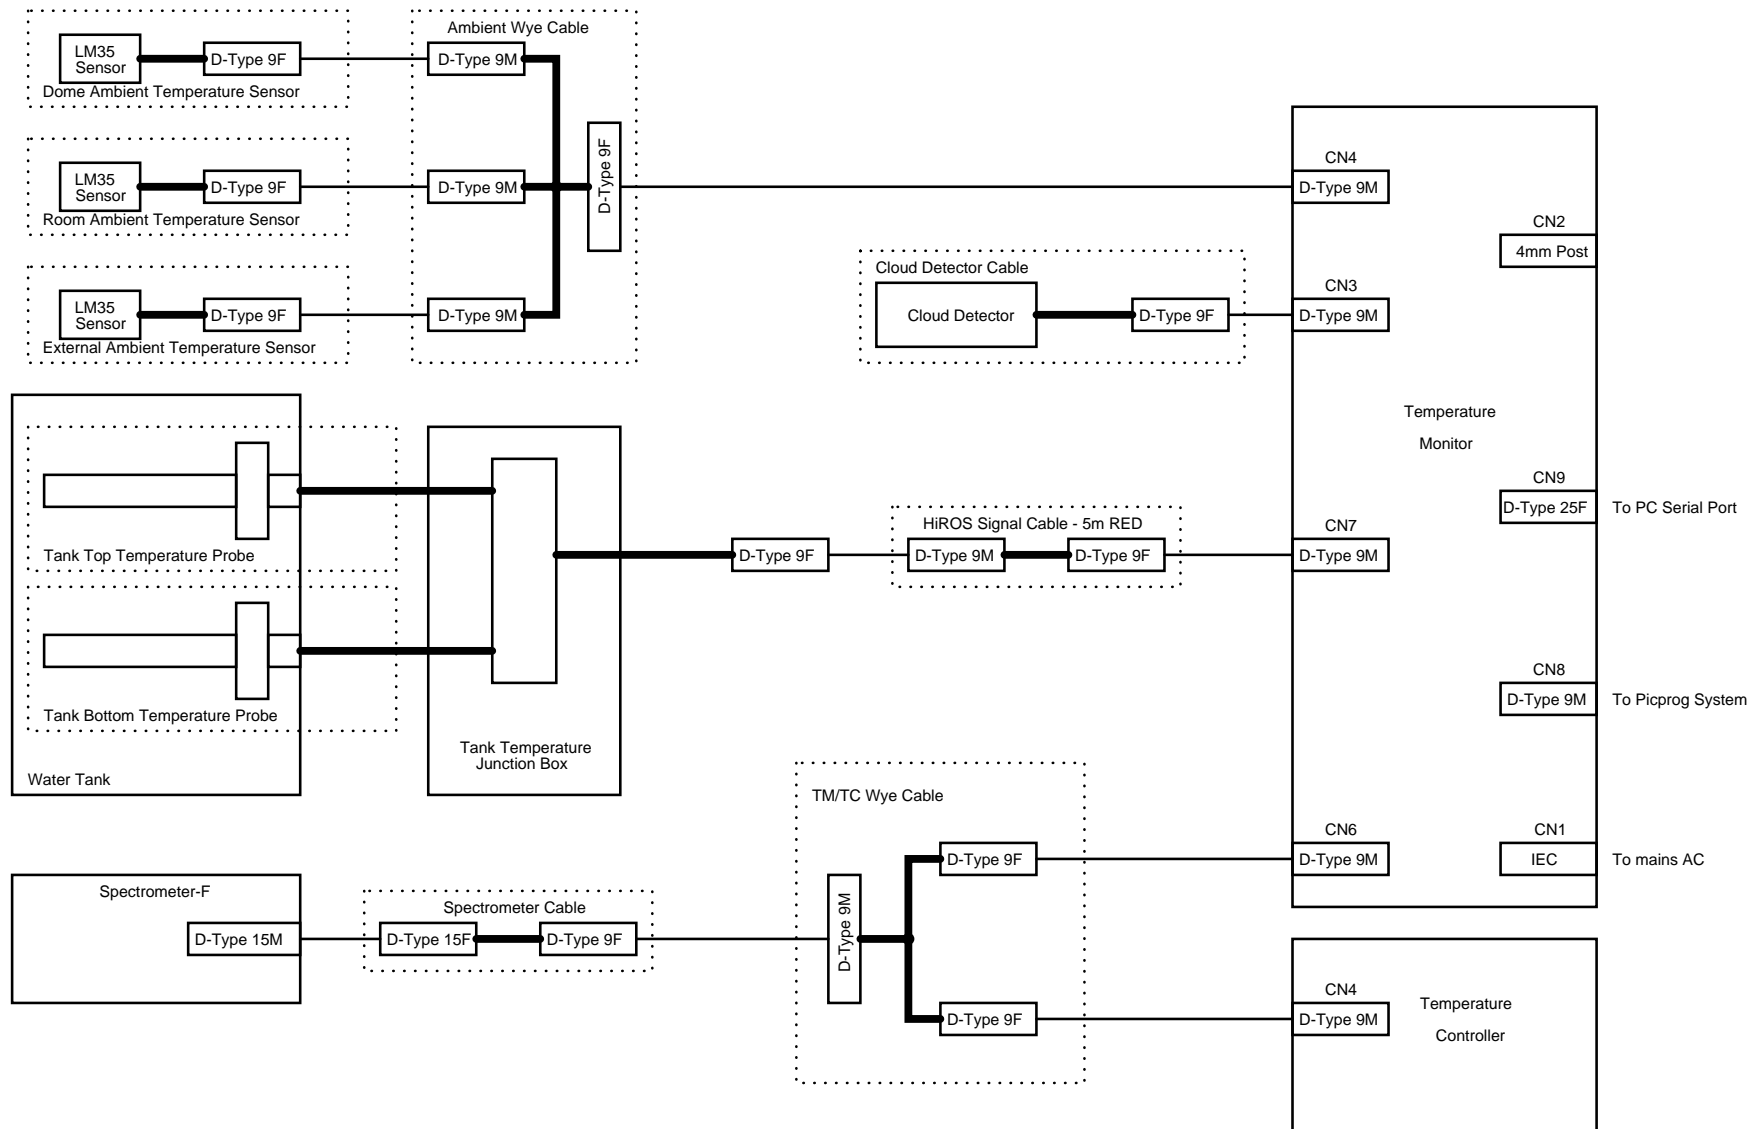 Ambient Wye Cable
LM35
Sensor
D-Type 9F
D-Type 9M
Dome Ambient Temperature Sensor
D-Type 9F
LM35
Sensor
D-Type 9F
D-Type 9M
Room Ambient Temperature Sensor
LM35
Sensor
D-Type 9F
D-Type 9M
External Ambient Temperature Sensor
Cloud Detector Cable
Cloud Detector
D-Type 9F
CN4
D-Type 9M
CN2
4mm Post
CN3
D-Type 9M
Temperature
Monitor
CN9
D-Type 25F
To PC Serial Port
Tank Top Temperature Probe
Tank Bottom Temperature Probe
Water Tank
Tank Temperature
Junction Box
D-Type 9F
HiROS Signal Cable - 5m RED
D-Type 9M
D-Type 9F
CN7
D-Type 9M
CN8
D-Type 9M
To Picprog System
TM/TC Wye Cable
D-Type 9F
CN6
D-Type 9M
CN1
IEC
To mains AC
Spectrometer-F
D-Type 15M
Spectrometer Cable
D-Type 15F
D-Type 9F
D-Type 9M
D-Type 9F
CN4
D-Type 9M
Temperature
Controller